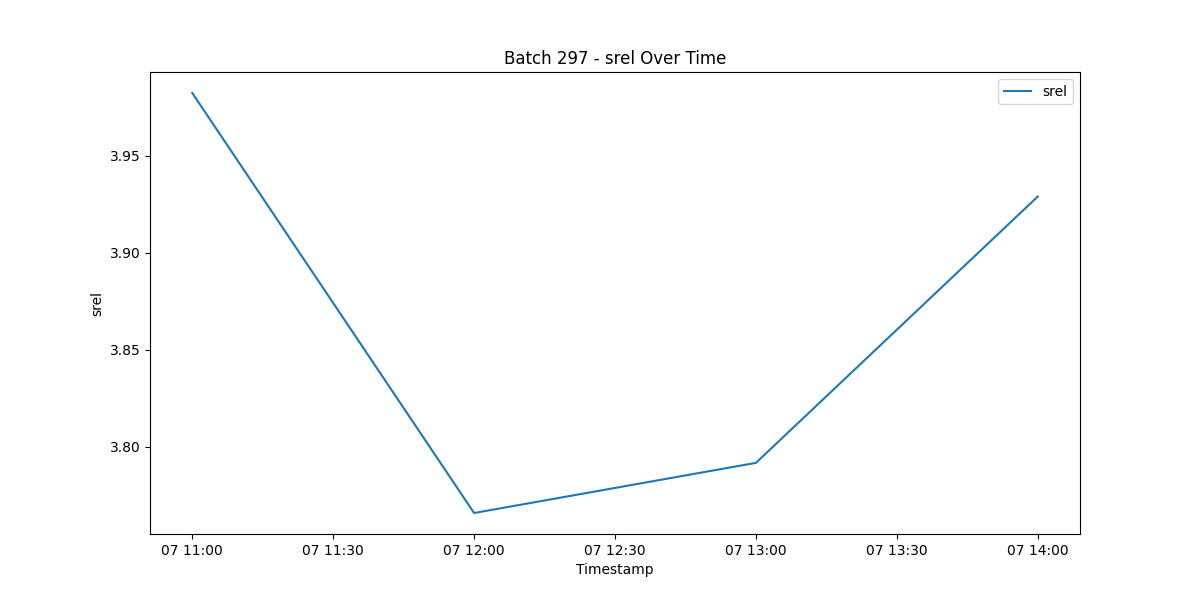 Batch 297 - srel Over Time
srel
3.95
3.90
3.85
3.80
srel
07 11:00
07 11:30
07 12:00
07 12:30
07 13:00
07 13:30
07 14:00
Timestamp